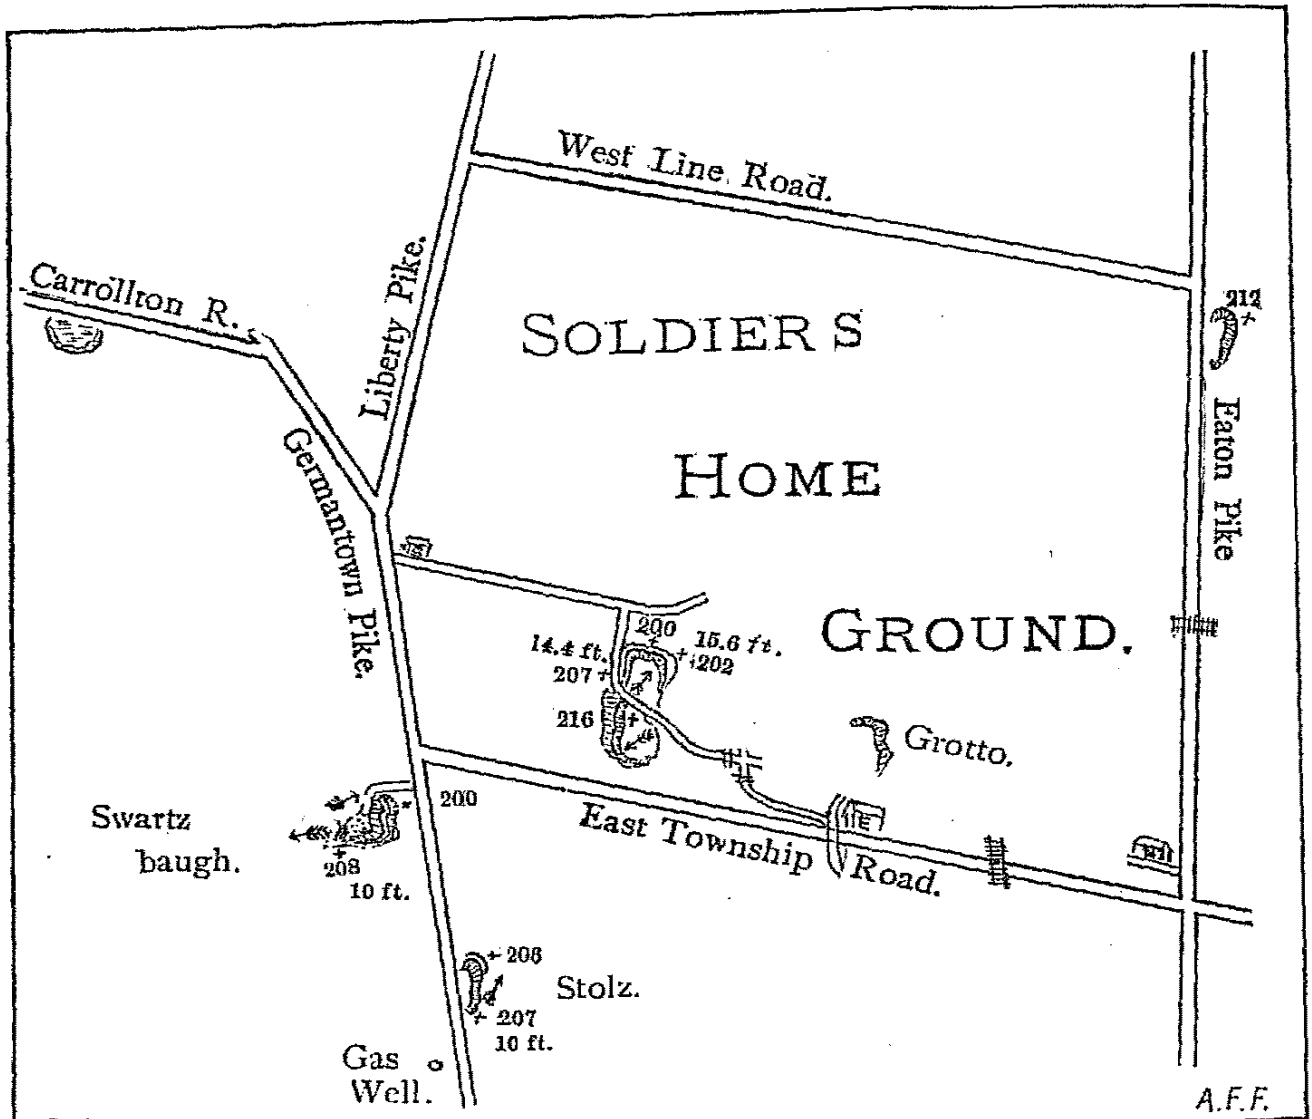 West Line Road.
Carrollton R.
Liberty Pike.
SOLDIERS
212
Eaton Pike
HOME
Germantown Pike.
GROUND.
200
15.6 ft.
14.4 ft.
202
207
216
Grotto.
200
Swartz
baugh.
East Township Road.
208
10 ft.
206
Stolz.
207
10 ft.
Gas
Well.
A.F.F.